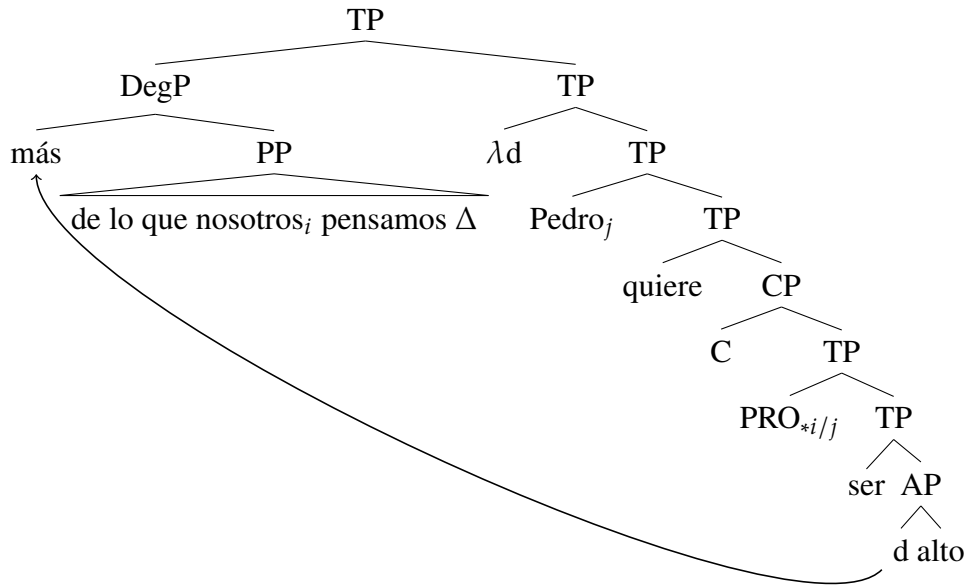 TP
DegP TP
más PP λd TP
de lo que nosotros_i pensamos Δ Pedro_j TP
quiere CP
C TP
PRO_{*i/j} TP
ser AP
d alto